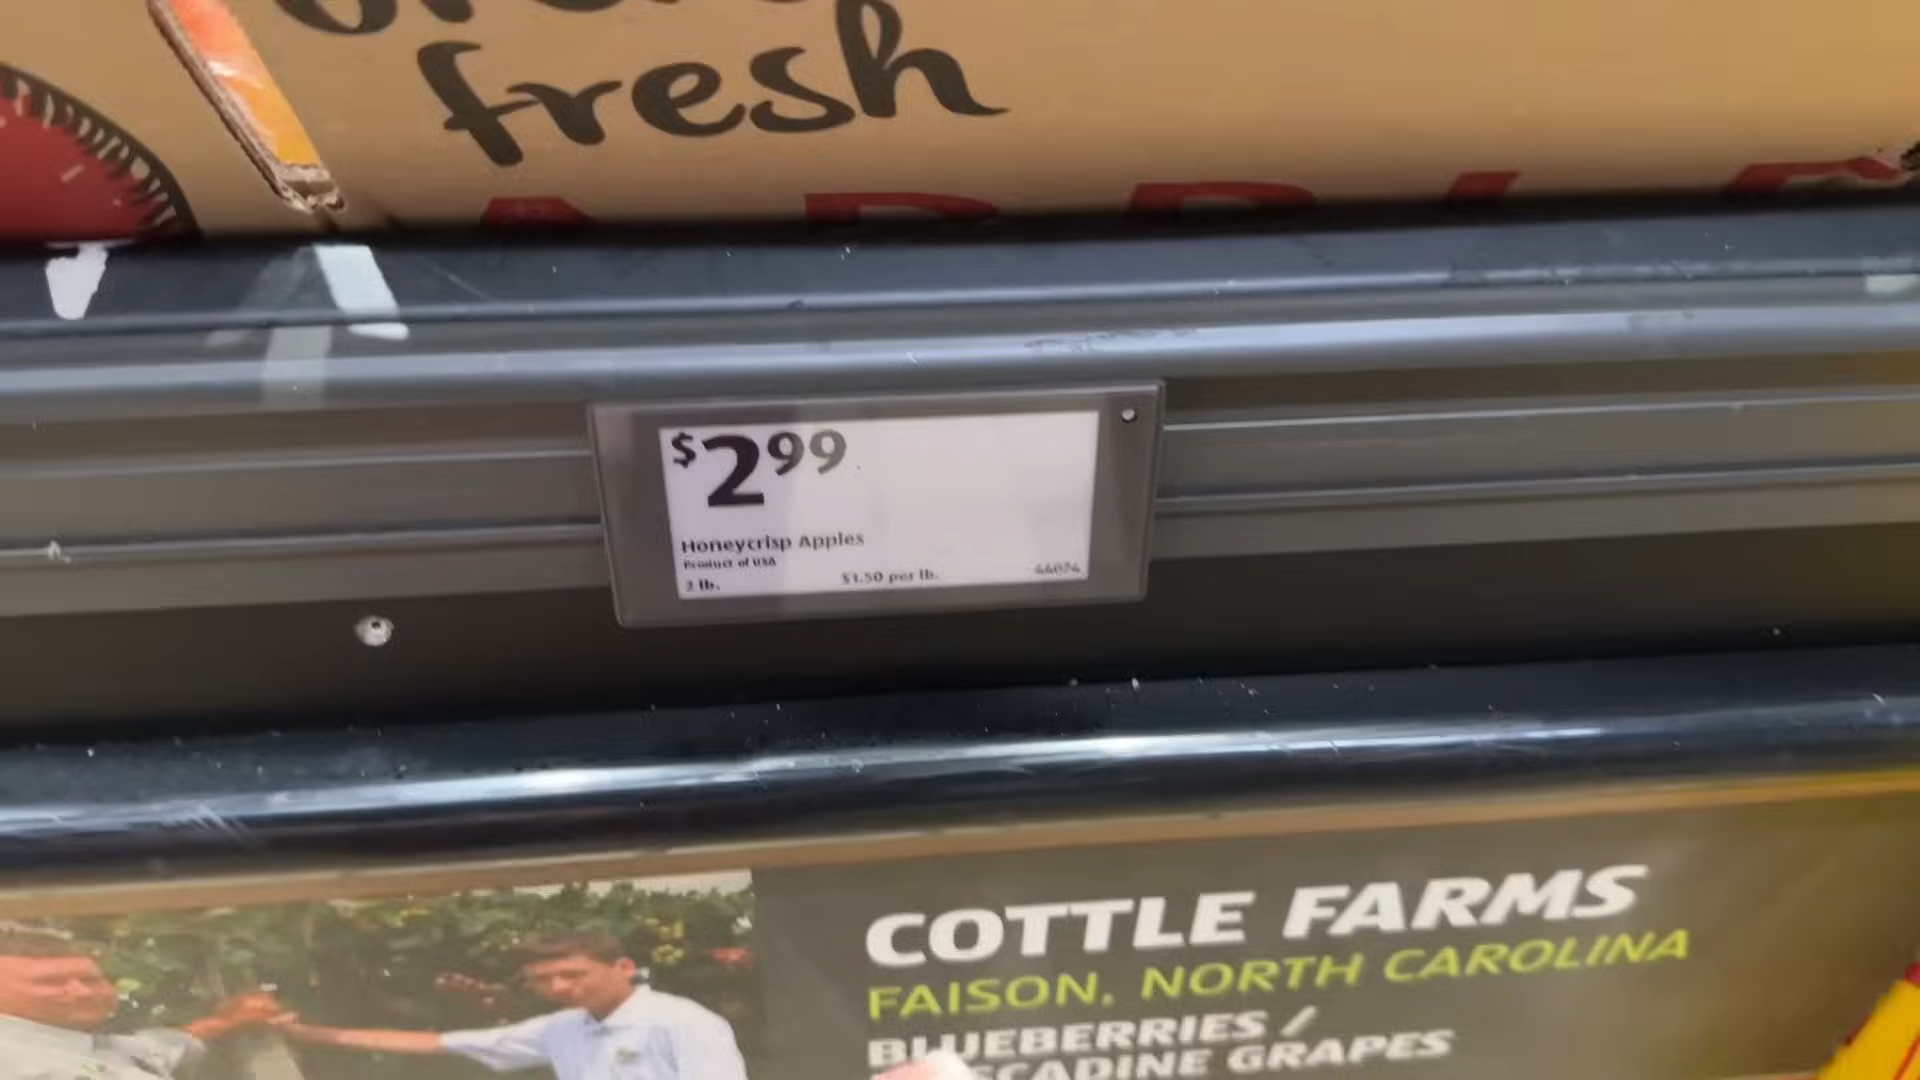 fresh
$2.99
Honeycrisp Apples
Product of USA
2 lb. $1.50 per lb. 44074
COTTLE FARMS
FAISON, NORTH CAROLINA
BLUEBERRIES /
GRAPES